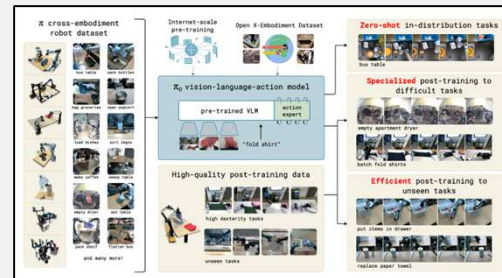 π cross-embodiment
robot dataset
bus table
pack bottles
bag groceries
open popcorn
load dishes
sort legos
make coffee
sweep table
empty dryer
set table
pack shelf
flatten box
and many more!
Internet-scale
pre-training
Open X-Embodiment Dataset
π₀ vision-language-action model
pre-trained VLM
action
expert
"fold shirt"
High-quality post-training data
high dexterity tasks
unseen tasks
Zero-shot in-distribution tasks
bus table
Specialized post-training to
difficult tasks
empty apartment dryer
batch fold shirts
Efficient post-training to
unseen tasks
put items in drawer
replace paper towel